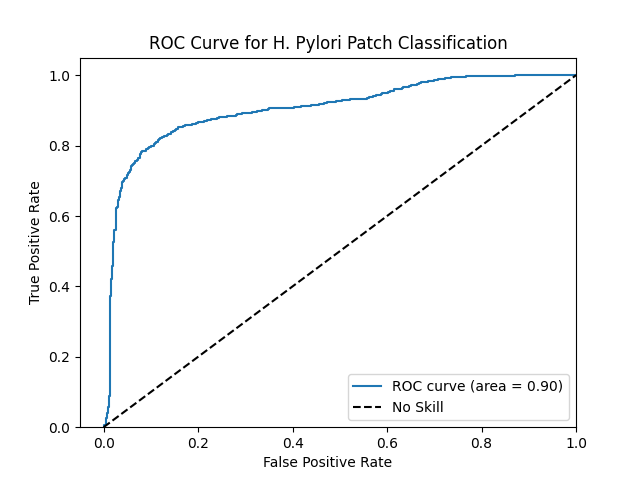 ROC Curve for H. Pylori Patch Classification
1.0
0.8
0.6
0.4
0.2
0.0
True Positive Rate
ROC curve (area = 0.90)
No Skill
0.0 0.2 0.4 0.6 0.8 1.0
False Positive Rate